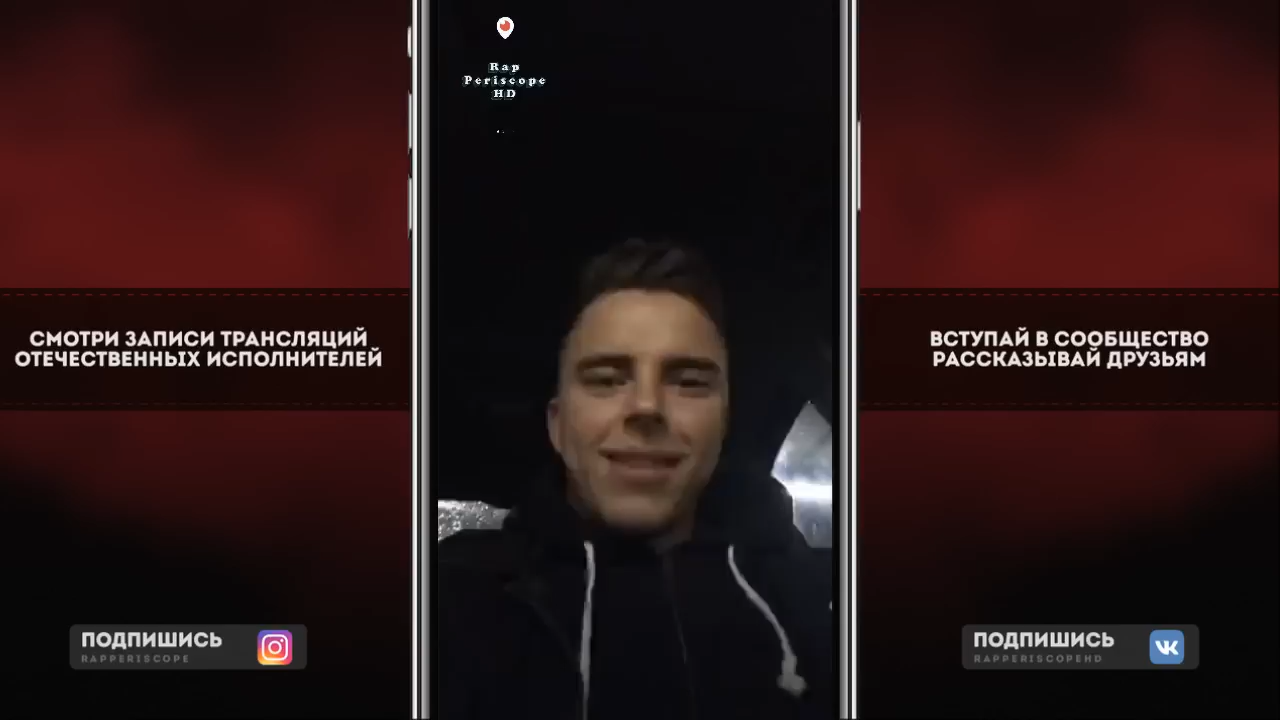 Rap
Periscope
HD
СМОТРИ ЗАПИСИ ТРАНСЛЯЦИЙ
ОТЕЧЕСТВЕННЫХ ИСПОЛНИТЕЛЕЙ
ВСТУПАЙ В СООБЩЕСТВО
РАССКАЗЫВАЙ ДРУЗЬЯМ
ПОДПИШИСЬ
RAPPERISCOPE
ПОДПИШИСЬ
RAPPERISCOPEHD